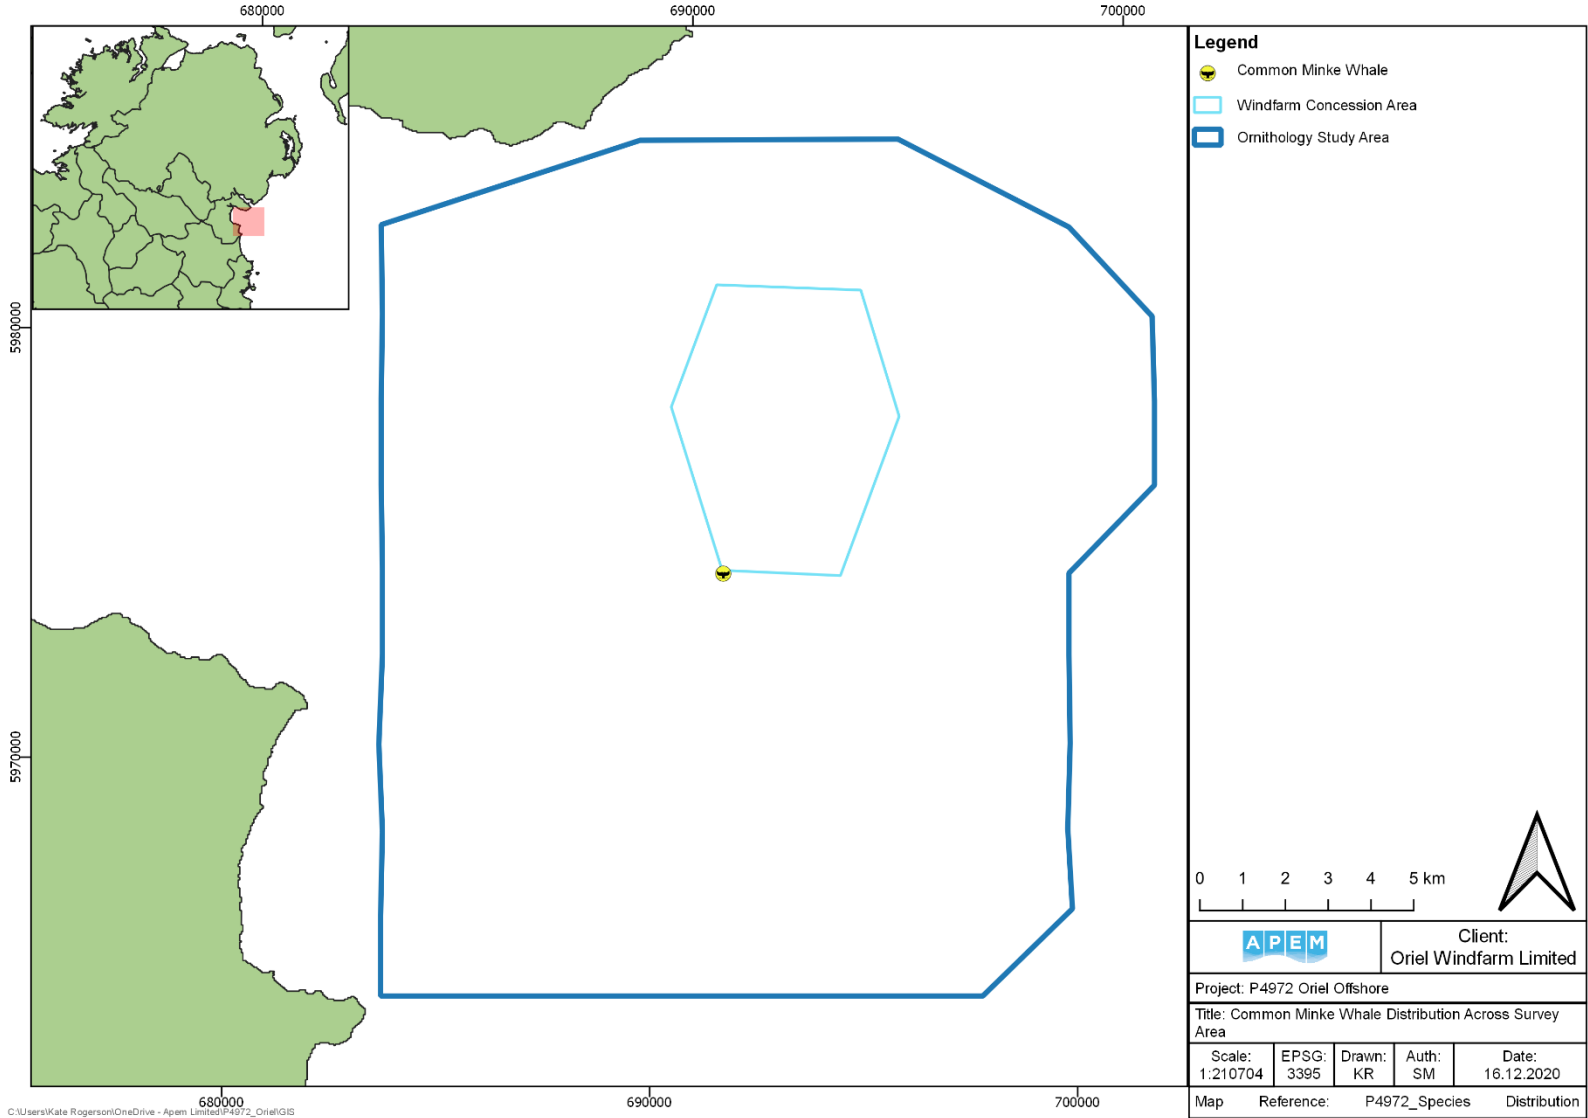 680000
690000
700000
5980000
5970000
680000
690000
700000
Legend
Common Minke Whale
Windfarm Concession Area
Ornithology Study Area
0 1 2 3 4 5 km
APEM
Client:
Oriel Windfarm Limited
Project: P4972 Oriel Offshore
Title: Common Minke Whale Distribution Across Survey
Area
Scale:
1:210704
EPSG:
3395
Drawn:
KR
Auth:
SM
Date:
16.12.2020
Map Reference: P4972_Species Distribution
C:\Users\Kate Rogerson\OneDrive - Apem Limited\P4972_Oriel\GIS